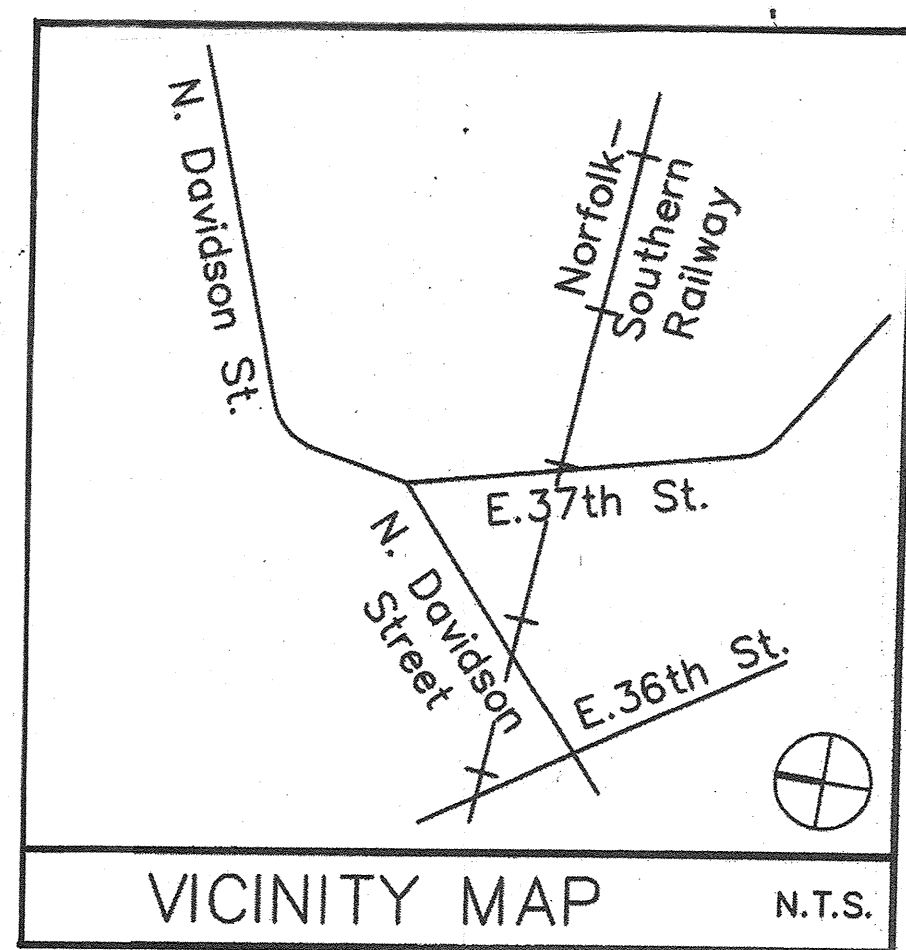 N. Davidson St.
Norfolk-
Southern
Railway
E.37th St.
N. Davidson
Street
E.36th St.
VICINITY MAP
N.T.S.